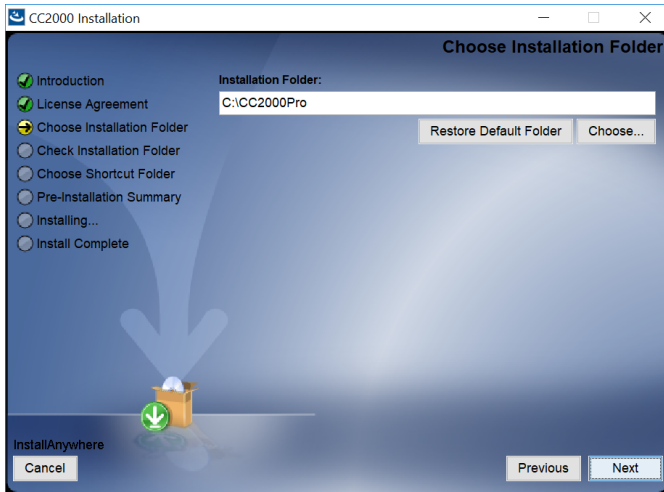 CC2000 Installation
Choose Installation Folder
Introduction
License Agreement
Choose Installation Folder
Check Installation Folder
Choose Shortcut Folder
Pre-Installation Summary
Installing...
Install Complete
Installation Folder:
C:\CC2000Pro
Restore Default Folder Choose...
InstallAnywhere
Cancel Previous Next